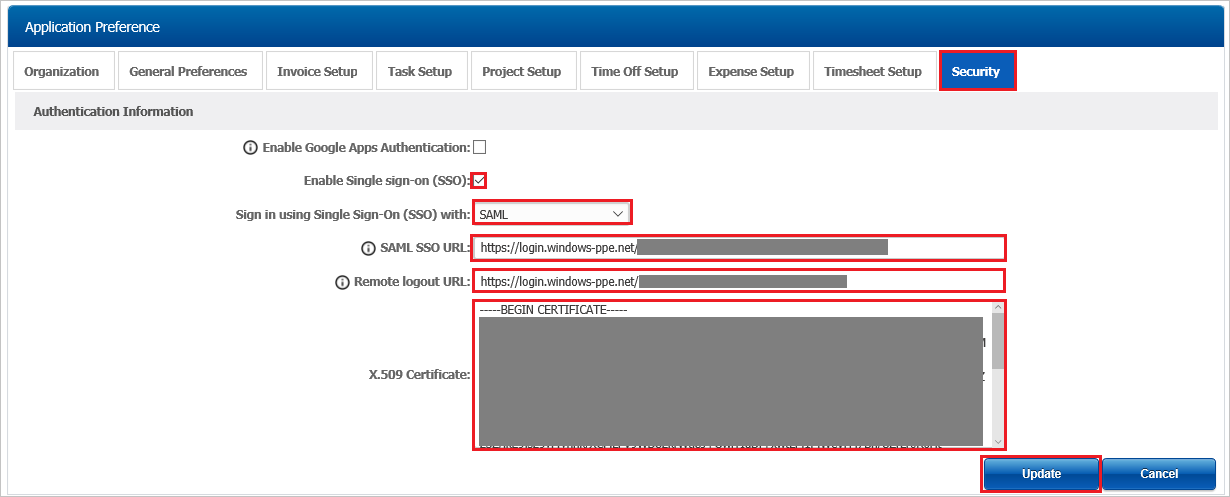 Application Preference
Organization General Preferences Invoice Setup Task Setup Project Setup Time Off Setup Expense Setup Timesheet Setup Security
Authentication Information
Enable Google Apps Authentication:
Enable Single sign-on (SSO):
Sign in using Single Sign-On (SSO) with: SAML
SAML SSO URL: https://login.windows-ppe.net/
Remote logout URL: https://login.windows-ppe.net/
-----BEGIN CERTIFICATE-----
X.509 Certificate:
Update Cancel